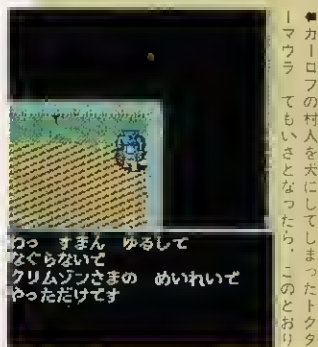 ⬅カーロフの村人を犬にしてしまったドクタ
ーマウラ　でもいざとなったら、このとおり
わっ　すまん　ゆるして
なぐらないで
クリムゾンさまの　めいれいで
やっただけです